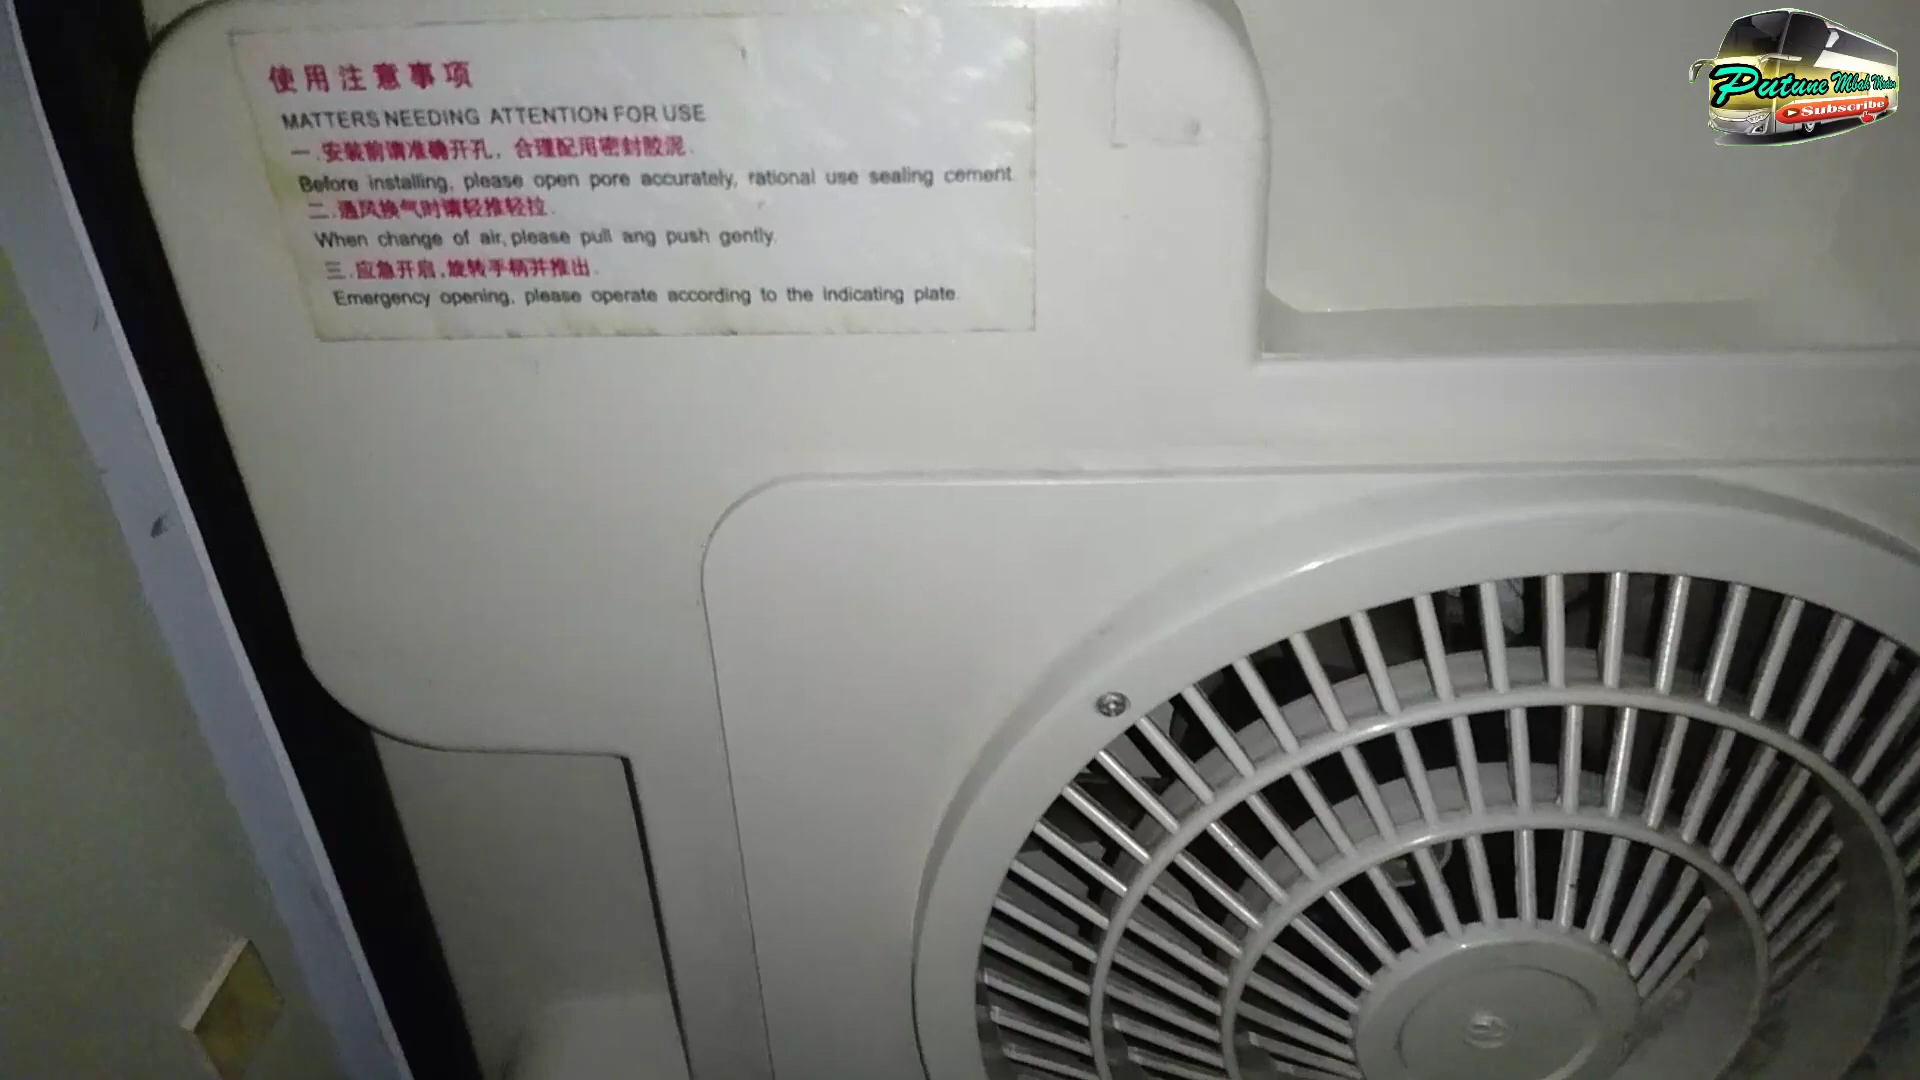 使用注意事项
MATTERS NEEDING ATTENTION FOR USE
一.安装前请准确开孔，合理配用密封胶泥.
Before installing, please open pore accurately, rational use sealing cement.
二.通风换气时请轻推轻拉.
When change of air, please pull ang push gently.
三.应急开启,旋转手柄并推出.
Emergency opening, please operate according to the indicating plate.
Putune Mbah Modin
Subscribe